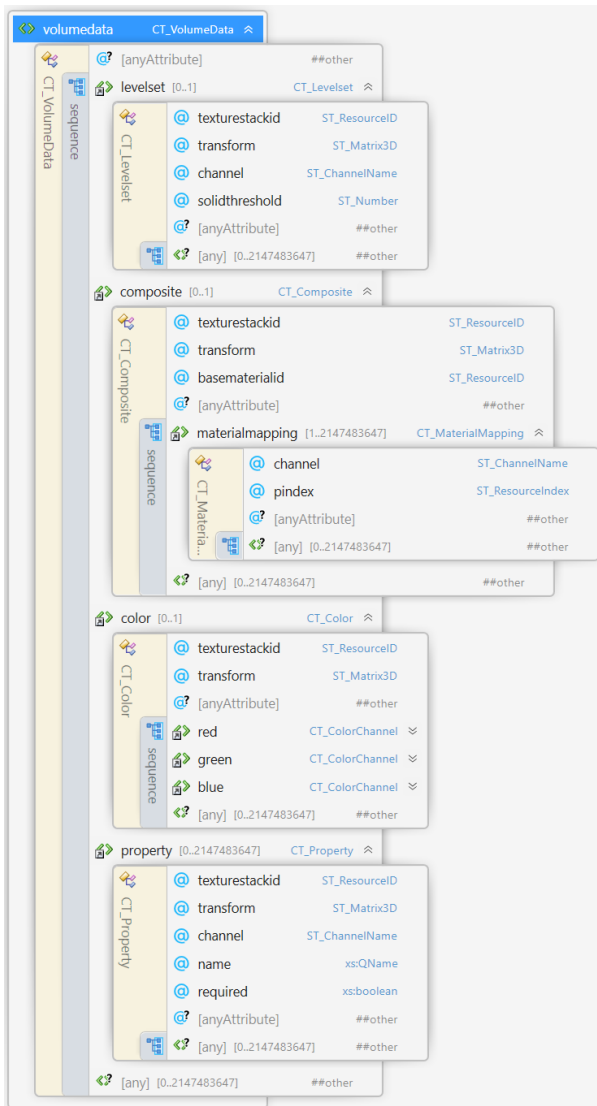 volumedata CT_VolumeData
CT_VolumeData
sequence
[anyAttribute] ##other
levelset [0..1] CT_Levelset
CT_Levelset
texturestackid ST_ResourceID
transform ST_Matrix3D
channel ST_ChannelName
solidthreshold ST_Number
[anyAttribute] ##other
[any] [0..2147483647] ##other
composite [0..1] CT_Composite
CT_Composite
texturestackid ST_ResourceID
transform ST_Matrix3D
basematerialid ST_ResourceID
[anyAttribute] ##other
sequence
materialmapping [1..2147483647] CT_MaterialMapping
CT_Materia...
channel ST_ChannelName
pindex ST_ResourceIndex
[anyAttribute] ##other
[any] [0..2147483647] ##other
[any] [0..2147483647] ##other
color [0..1] CT_Color
CT_Color
texturestackid ST_ResourceID
transform ST_Matrix3D
[anyAttribute] ##other
sequence
red CT_ColorChannel
green CT_ColorChannel
blue CT_ColorChannel
[any] [0..2147483647] ##other
property [0..2147483647] CT_Property
CT_Property
texturestackid ST_ResourceID
transform ST_Matrix3D
channel ST_ChannelName
name xs:QName
required xs:boolean
[anyAttribute] ##other
[any] [0..2147483647] ##other
[any] [0..2147483647] ##other